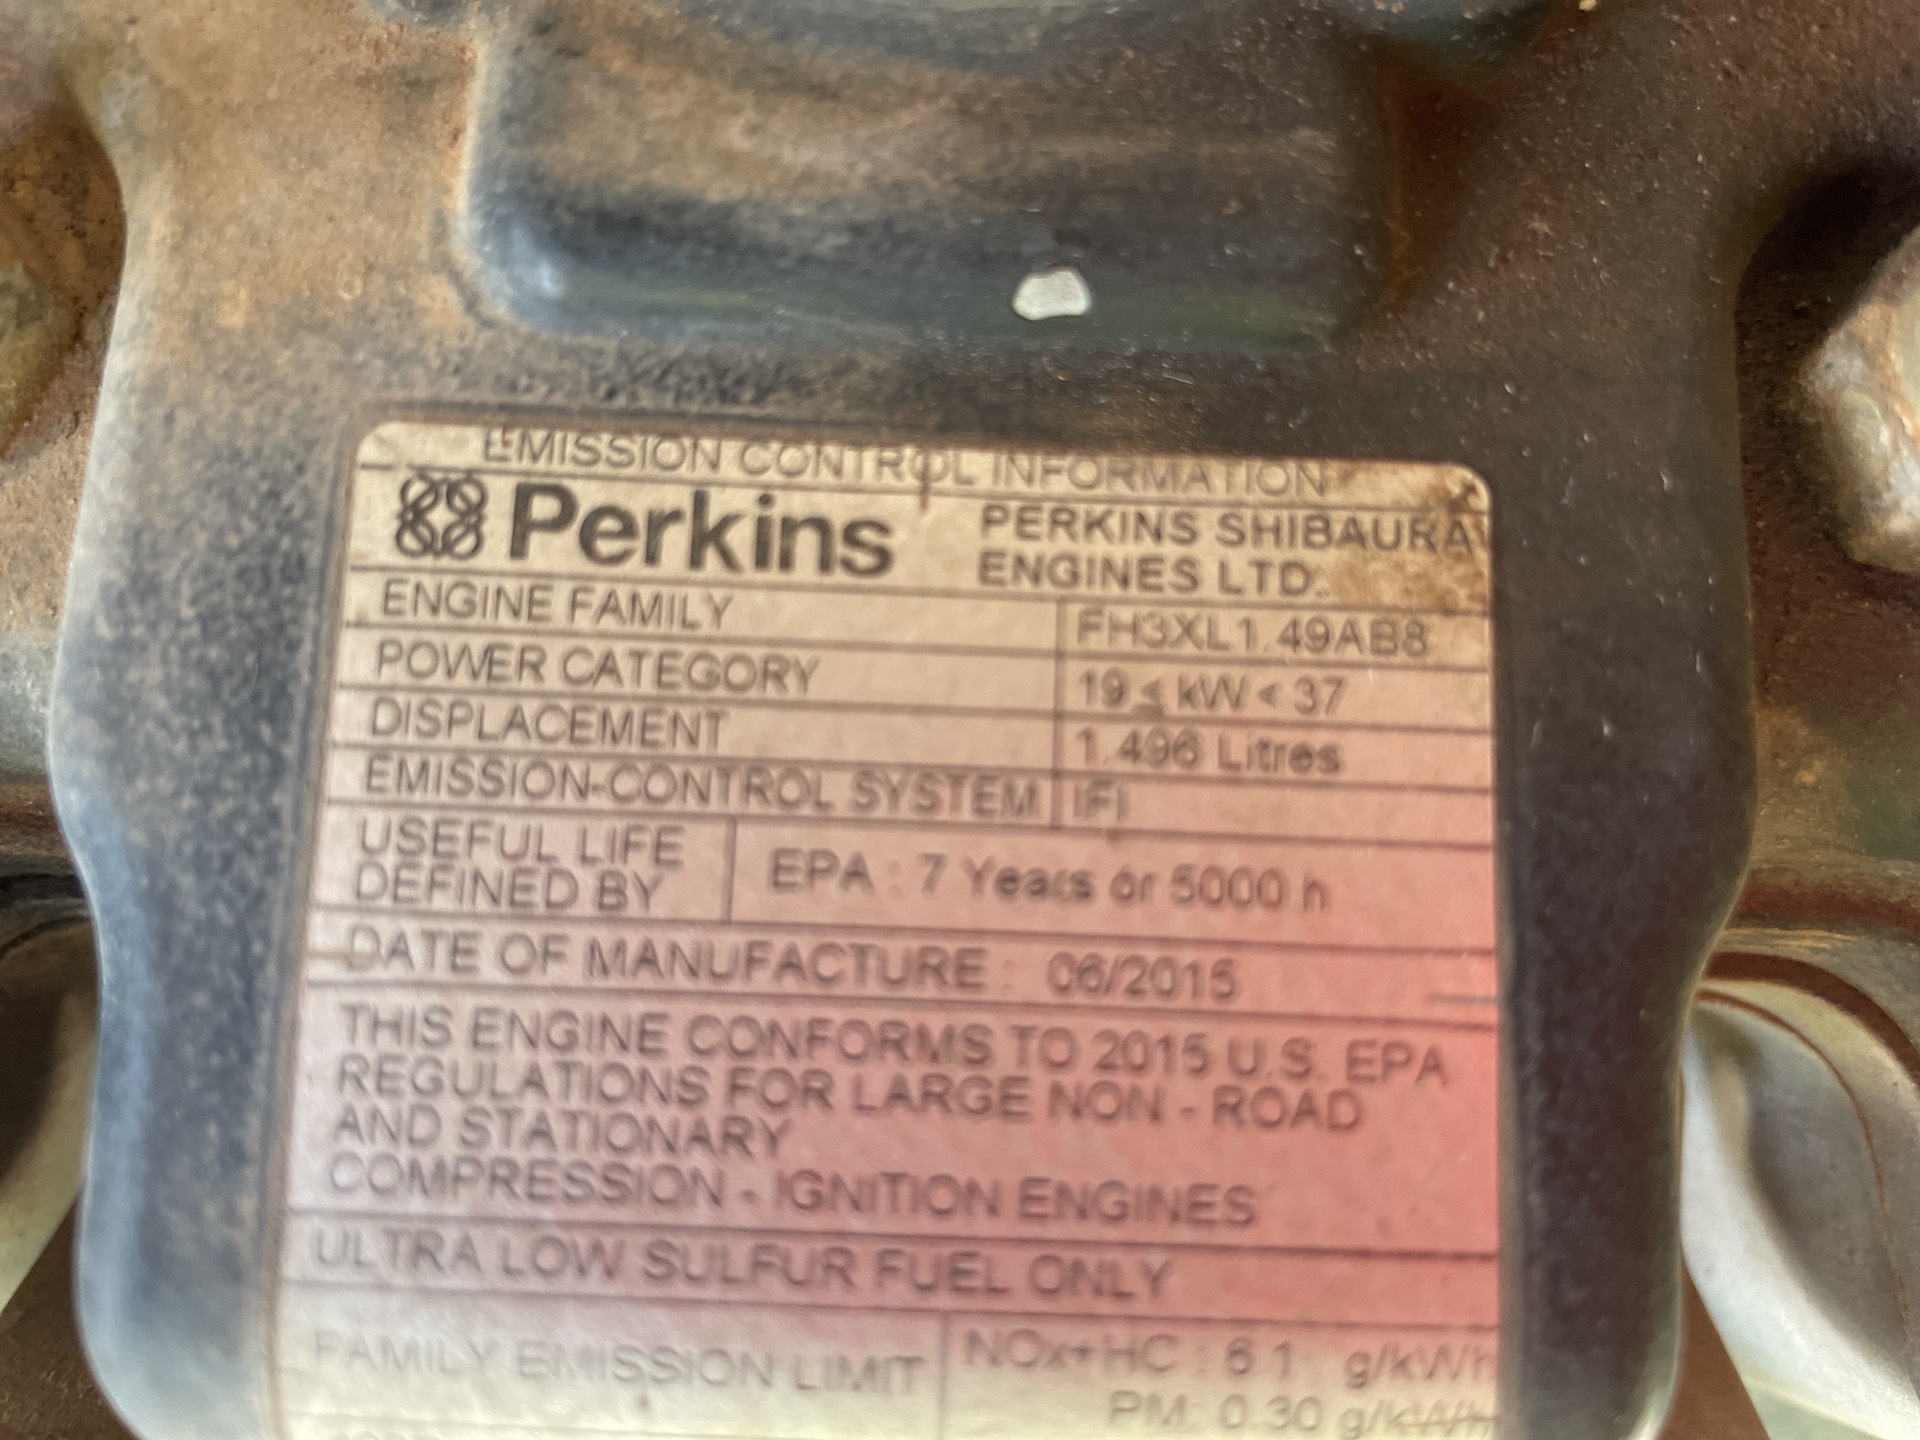 EMISSION CONTROL INFORMATION
Perkins
PERKINS SHIBAURA
ENGINES LTD.
ENGINE FAMILY FH3XL1.49AB8
POWER CATEGORY 19 ≤ kW < 37
DISPLACEMENT 1.496 Litres
EMISSION-CONTROL SYSTEM IFI
USEFUL LIFE
DEFINED BY
EPA : 7 Years or 5000 h
DATE OF MANUFACTURE : 06/2015
THIS ENGINE CONFORMS TO 2015 U.S. EPA
REGULATIONS FOR LARGE NON - ROAD
AND STATIONARY
COMPRESSION - IGNITION ENGINES
ULTRA LOW SULFUR FUEL ONLY
FAMILY EMISSION LIMIT NOx+HC : 6.1 g/kWh
PM: 0.30 g/kWh